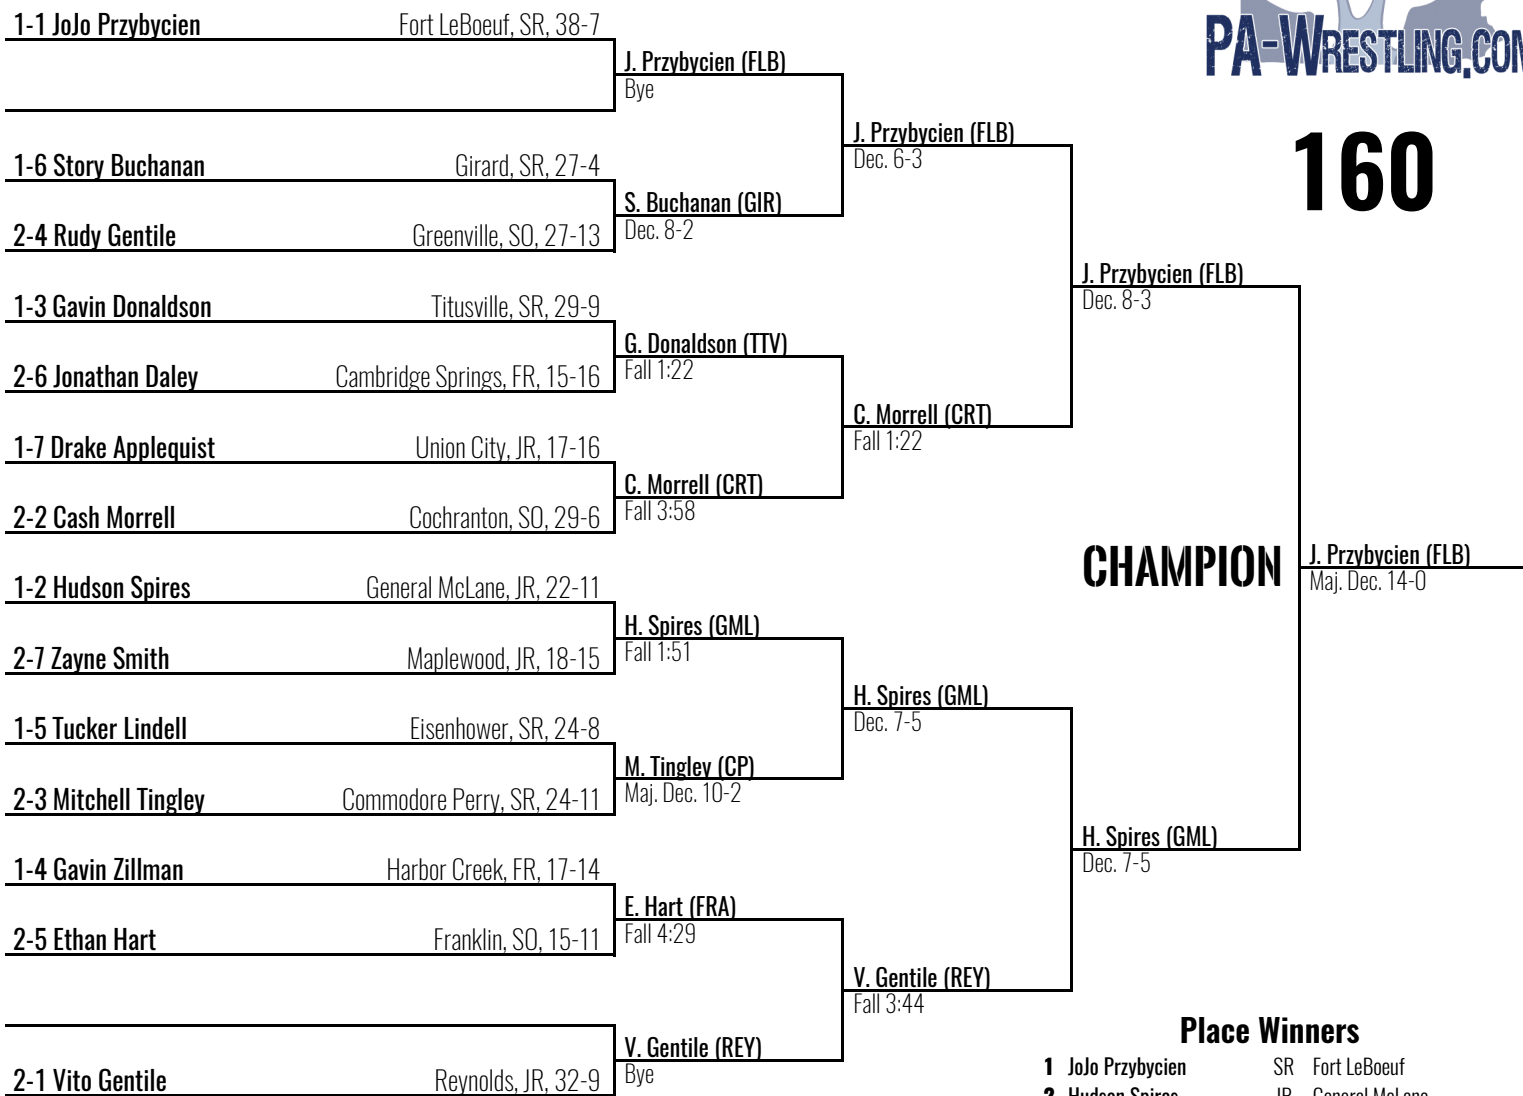 PA-WRESTLING.COM
160
1-1 JoJo Przybycien Fort LeBoeuf, SR, 38-7
J. Przybycien (FLB)
Bye
J. Przybycien (FLB)
Dec. 6-3
1-6 Story Buchanan Girard, SR, 27-4
S. Buchanan (GIR)
Dec. 8-2
2-4 Rudy Gentile Greenville, SO, 27-13
J. Przybycien (FLB)
Dec. 8-3
1-3 Gavin Donaldson Titusville, SR, 29-9
G. Donaldson (TTV)
Fall 1:22
2-6 Jonathan Daley Cambridge Springs, FR, 15-16
C. Morrell (CRT)
Fall 1:22
1-7 Drake Applequist Union City, JR, 17-16
C. Morrell (CRT)
Fall 3:58
2-2 Cash Morrell Cochranton, SO, 29-6
CHAMPION
J. Przybycien (FLB)
Maj. Dec. 14-0
1-2 Hudson Spires General McLane, JR, 22-11
H. Spires (GML)
Fall 1:51
2-7 Zayne Smith Maplewood, JR, 18-15
H. Spires (GML)
Dec. 7-5
1-5 Tucker Lindell Eisenhower, SR, 24-8
M. Tingley (CP)
Maj. Dec. 10-2
2-3 Mitchell Tingley Commodore Perry, SR, 24-11
H. Spires (GML)
Dec. 7-5
1-4 Gavin Zillman Harbor Creek, FR, 17-14
E. Hart (FRA)
Fall 4:29
2-5 Ethan Hart Franklin, SO, 15-11
V. Gentile (REY)
Fall 3:44
V. Gentile (REY)
Bye
2-1 Vito Gentile Reynolds, JR, 32-9
Place Winners
1 JoJo Przybycien SR Fort LeBoeuf
2 Hudson Spires JR General McLane